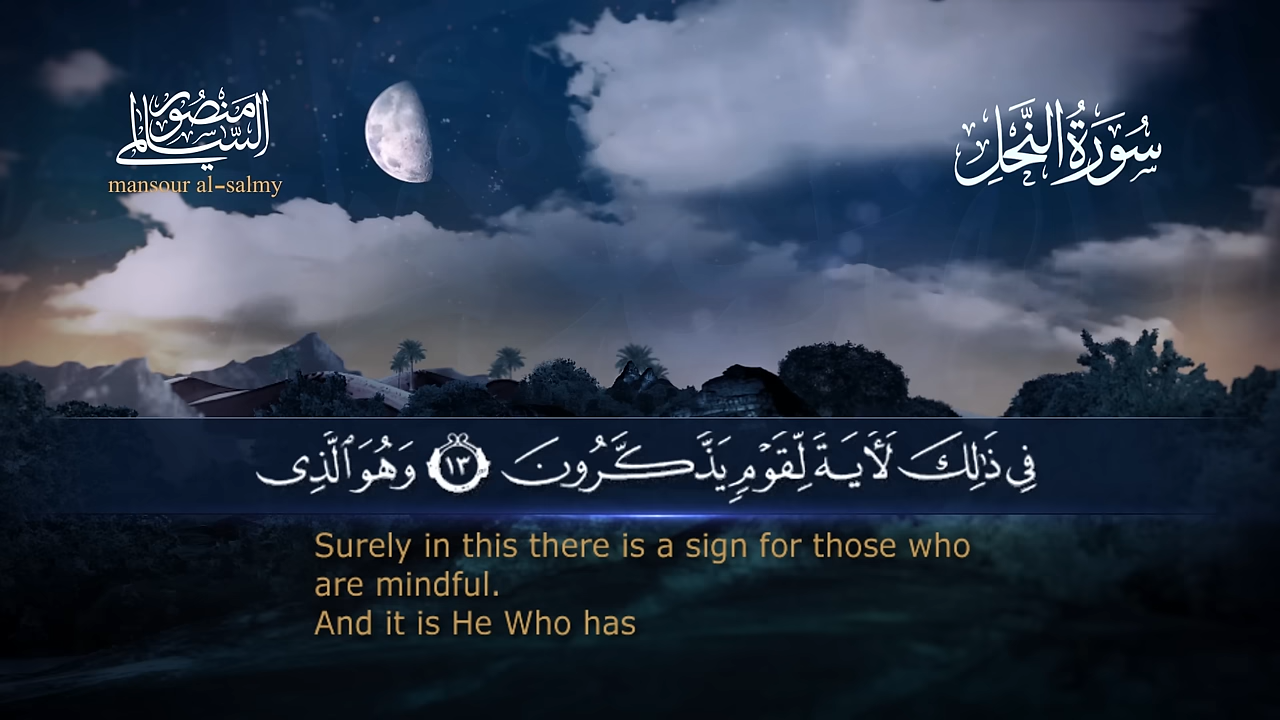 منصور
السالمي
mansour al-salmy
سُورَةُ النَّحْلِ
فِي ذَٰلِكَ لَأٓيَةٗ لِّقَوۡمٖ يَذَّكَّرُونَ ١٣ وَهُوَ ٱلَّذِى
Surely in this there is a sign for those who
are mindful.
And it is He Who has